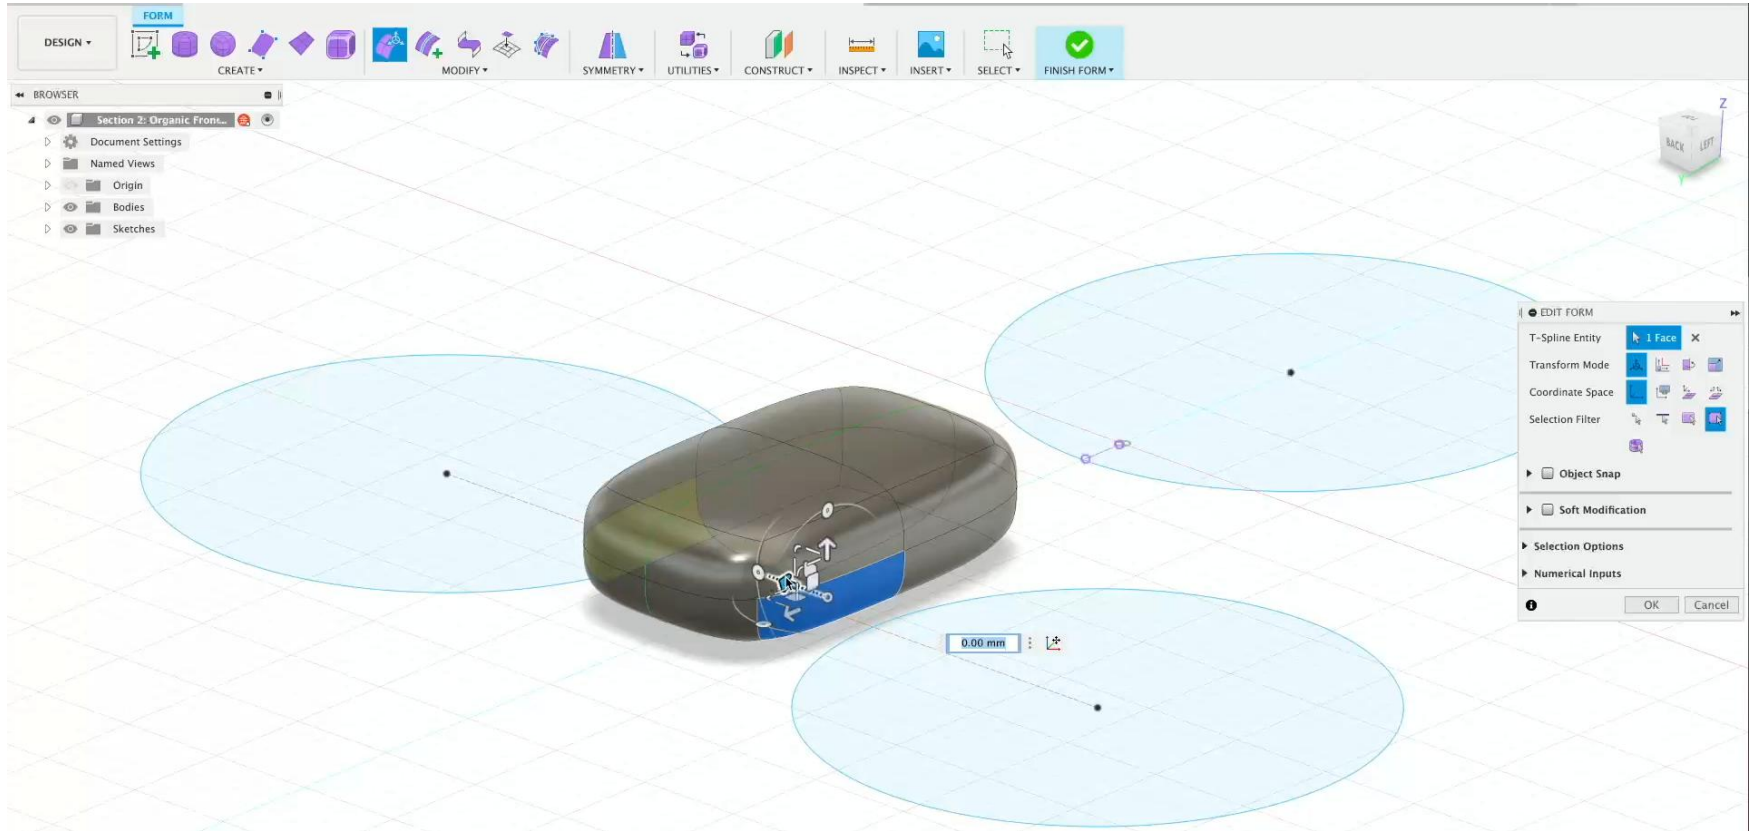 FORM
DESIGN
CREATE
MODIFY
SYMMETRY
UTILITIES
CONSTRUCT
INSPECT
INSERT
SELECT
FINISH FORM
BROWSER
Section 2: Organic Frons...
Document Settings
Named Views
Origin
Bodies
Sketches
Z
BACK
LEFT
Y
EDIT FORM
T-Spline Entity
1 Face
Transform Mode
Coordinate Space
Selection Filter
Object Snap
Soft Modification
Selection Options
Numerical Inputs
OK
Cancel
0.00 mm